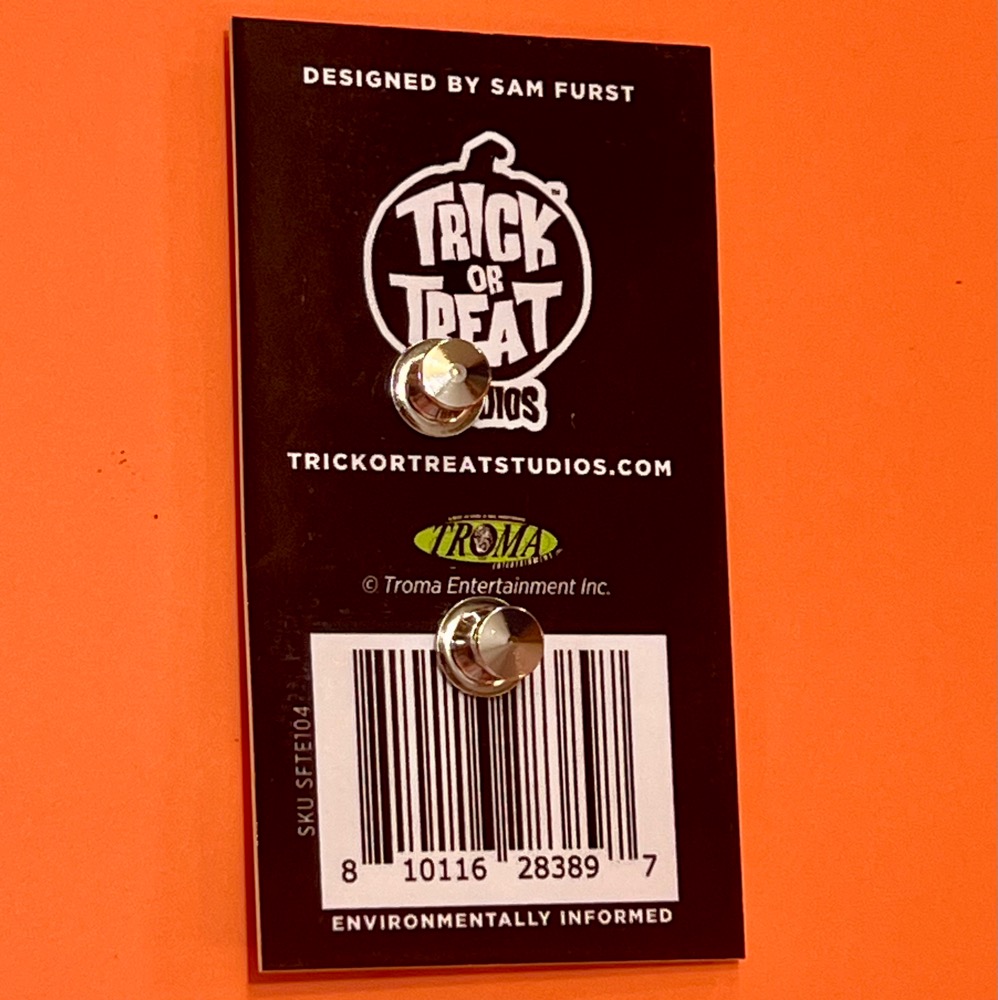 DESIGNED BY SAM FURST
TRICK
OR
TREAT
TM
TRICKORTREATSTUDIOS.COM
TROMA
© Troma Entertainment Inc.
SKU SFTE104
8 10116 28389 7
ENVIRONMENTALLY INFORMED